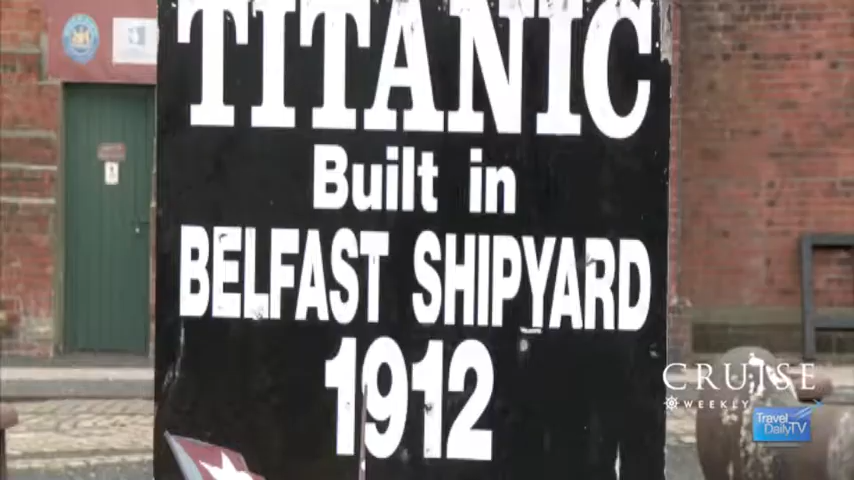 TITANIC
Built in
BELFAST SHIPYARD
1912
CRUISE
WEEKLY
Travel
DailyTV